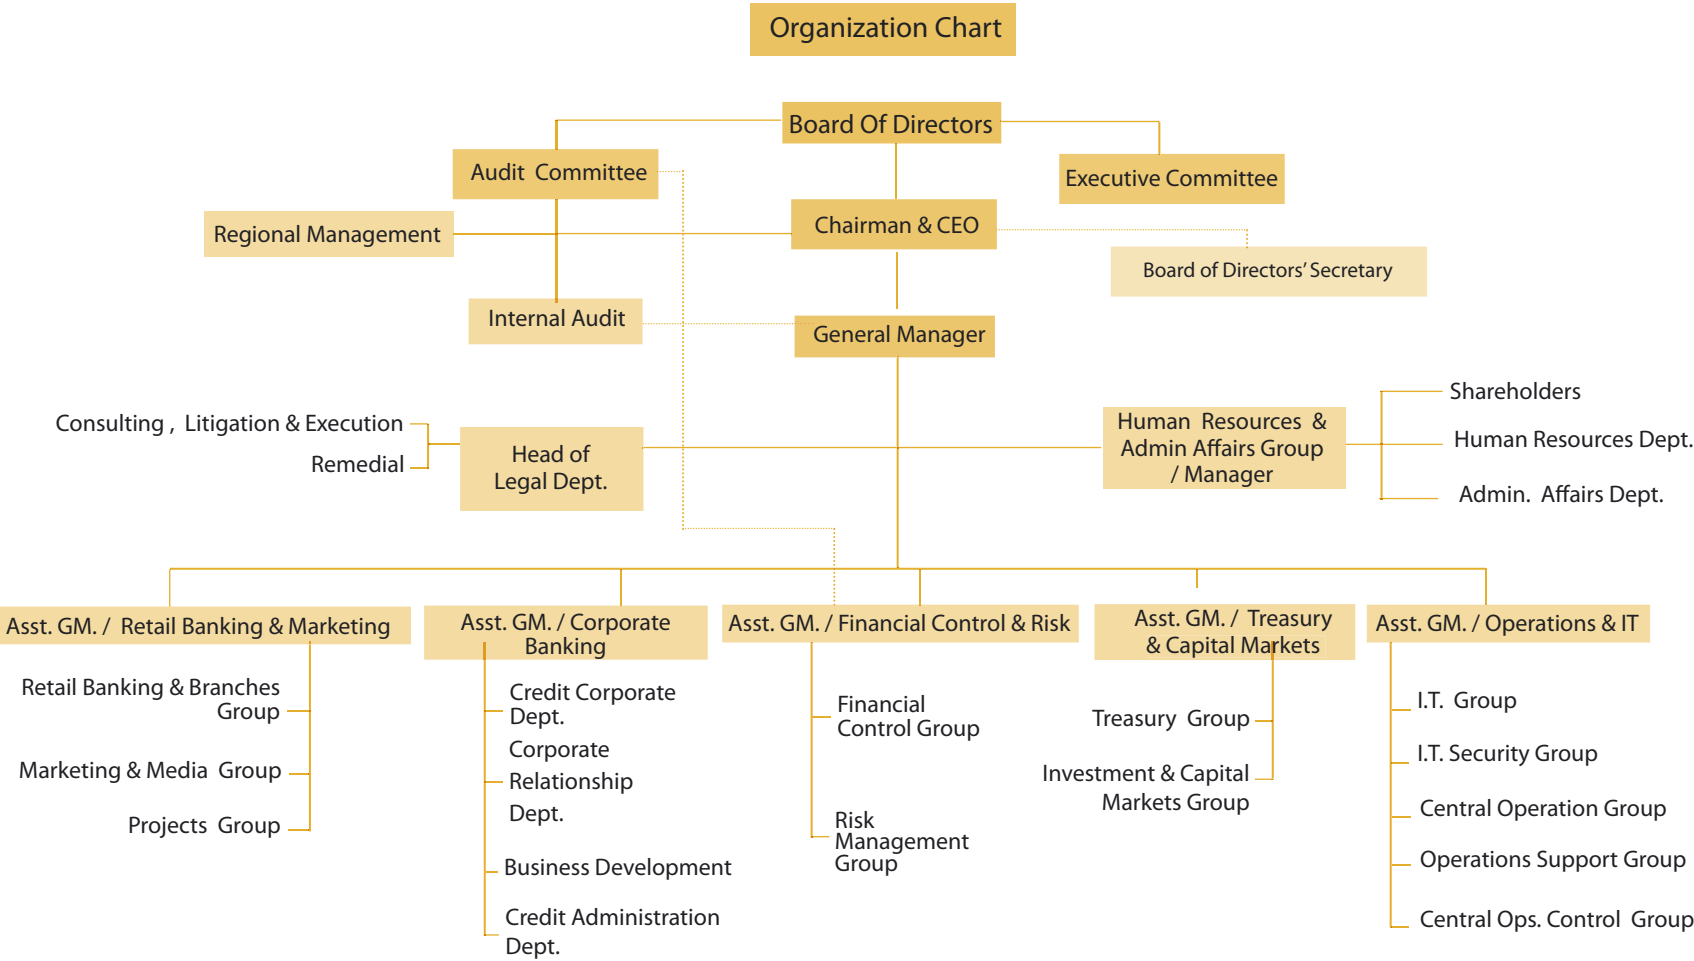 Organization Chart
Board Of Directors
Audit Committee
Executive Committee
Regional Management
Chairman & CEO
Board of Directors' Secretary
Internal Audit
General Manager
Consulting , Litigation & Execution
Remedial
Head of
Legal Dept.
Human Resources &
Admin Affairs Group
/ Manager
Shareholders
Human Resources Dept.
Admin. Affairs Dept.
Asst. GM. / Retail Banking & Marketing
Retail Banking & Branches
Group
Marketing & Media Group
Projects Group
Asst. GM. / Corporate
Banking
Credit Corporate
Dept.
Corporate
Relationship
Dept.
Business Development
Credit Administration
Dept.
Asst. GM. / Financial Control & Risk
Financial
Control Group
Risk
Management
Group
Asst. GM. / Treasury
& Capital Markets
Treasury Group
Investment & Capital
Markets Group
Asst. GM. / Operations & IT
I.T. Group
I.T. Security Group
Central Operation Group
Operations Support Group
Central Ops. Control Group